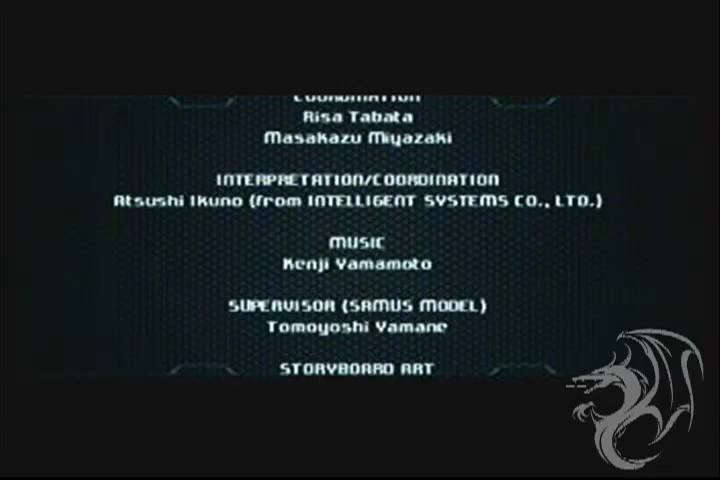 COORDINATION
Risa Tabata
Masakazu Miyazaki
INTERPRETATION/COORDINATION
Atsushi Ikuno (from INTELLIGENT SYSTEMS CO., LTD.)
MUSIC
Kenji Yamamoto
SUPERVISOR (SAMUS MODEL)
Tomoyoshi Yamane
STORYBOARD ART